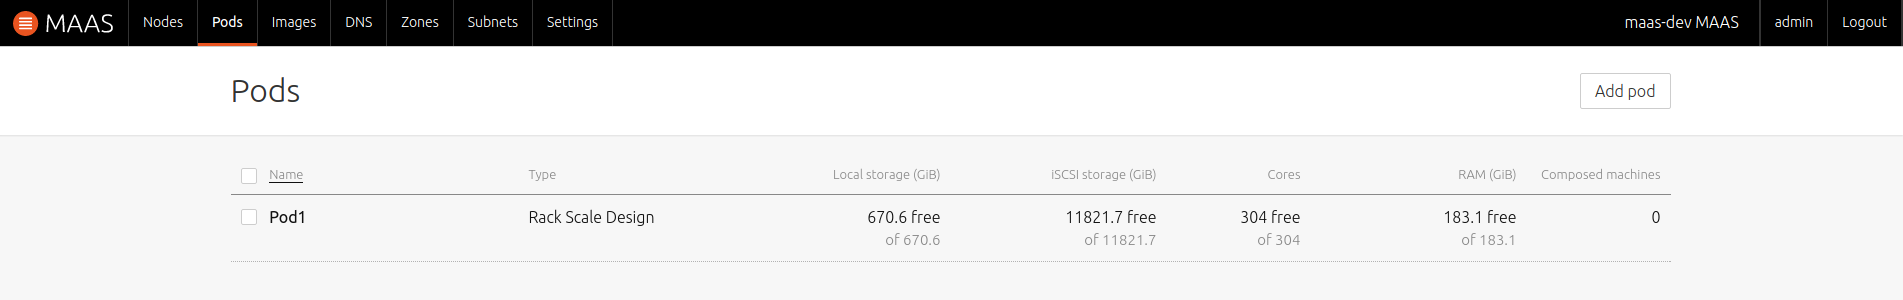 MAAS Nodes Pods Images DNS Zones Subnets Settings maas-dev MAAS admin Logout
Pods Add pod
Name Type Local storage (GiB) iSCSI storage (GiB) Cores RAM (GiB) Composed machines
Pod1 Rack Scale Design 670.6 free 11821.7 free 304 free 183.1 free 0
of 670.6 of 11821.7 of 304 of 183.1